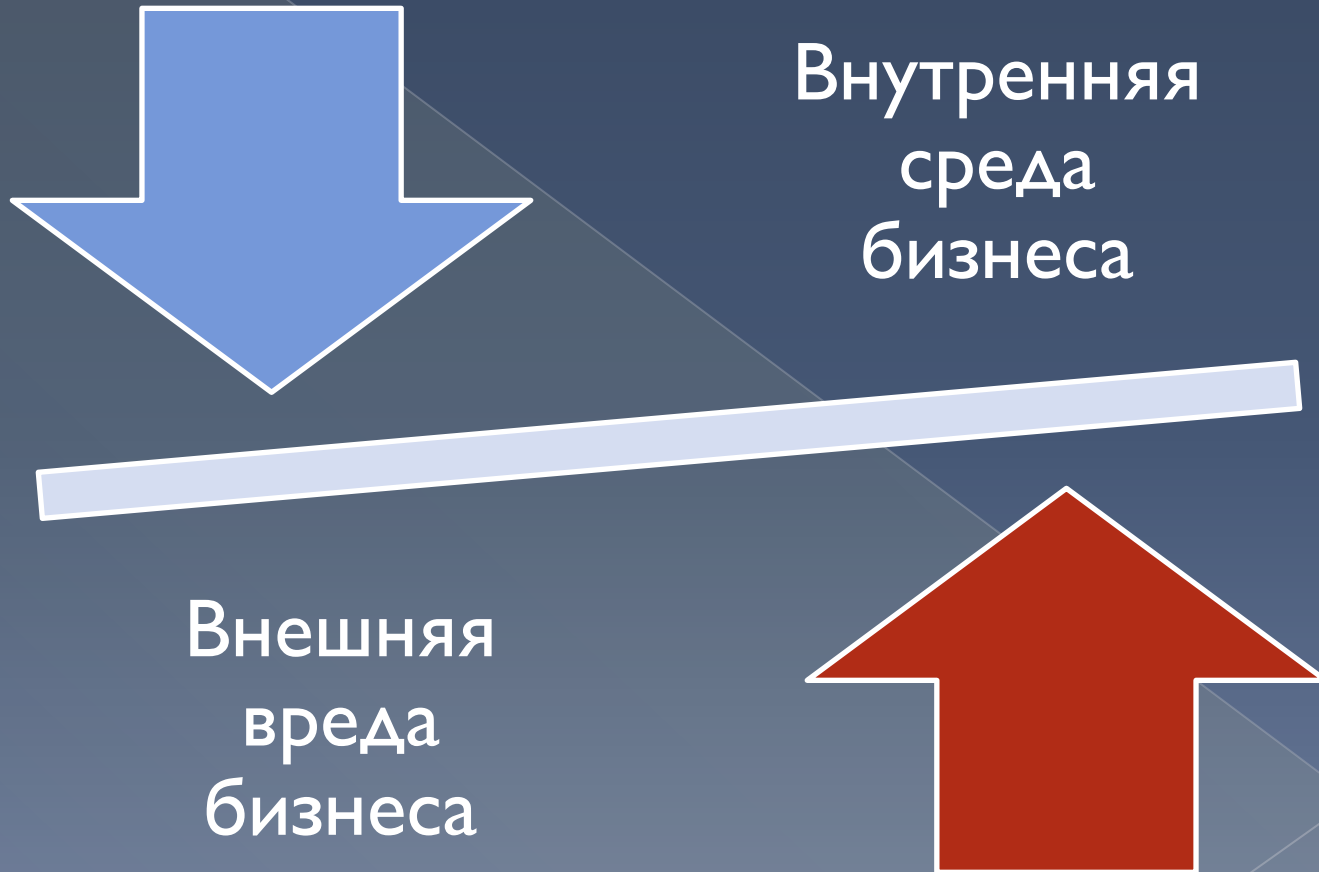 Внутренняя
среда
бизнеса
Внешняя
вреда
бизнеса